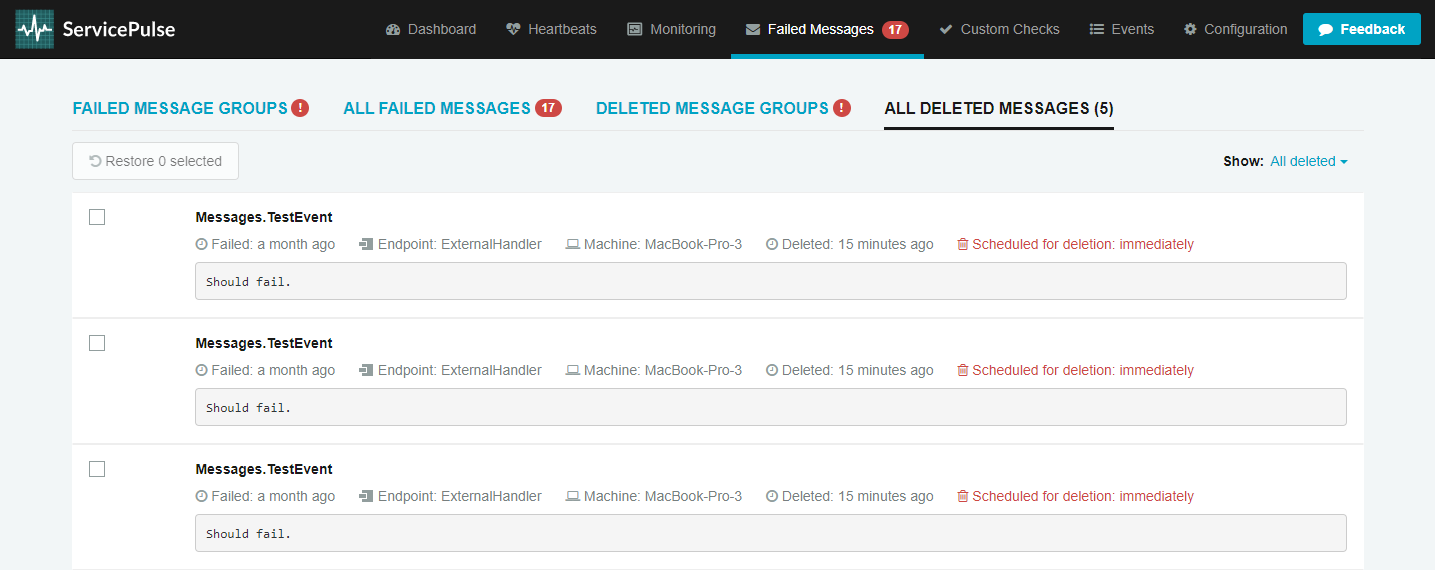 ServicePulse Dashboard Heartbeats Monitoring Failed Messages 17 Custom Checks Events Configuration Feedback
FAILED MESSAGE GROUPS ! ALL FAILED MESSAGES 17 DELETED MESSAGE GROUPS ! ALL DELETED MESSAGES (5)
Restore 0 selected Show: All deleted
Messages.TestEvent
Failed: a month ago Endpoint: ExternalHandler Machine: MacBook-Pro-3 Deleted: 15 minutes ago Scheduled for deletion: immediately
Should fail.
Messages.TestEvent
Failed: a month ago Endpoint: ExternalHandler Machine: MacBook-Pro-3 Deleted: 15 minutes ago Scheduled for deletion: immediately
Should fail.
Messages.TestEvent
Failed: a month ago Endpoint: ExternalHandler Machine: MacBook-Pro-3 Deleted: 15 minutes ago Scheduled for deletion: immediately
Should fail.